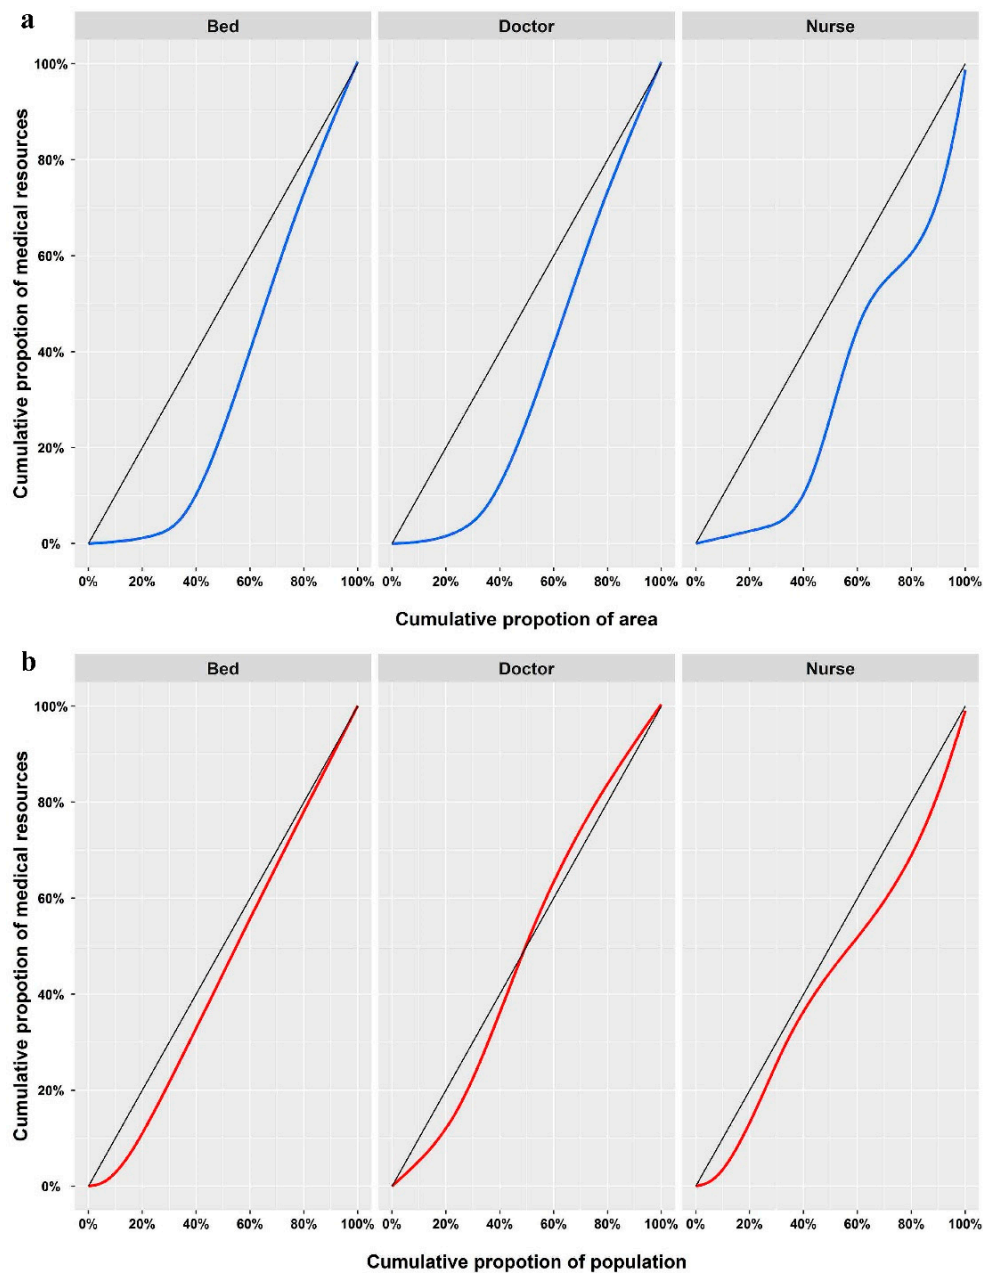 a
Bed Doctor Nurse
Cumulative propotion of medical resources
100%
80%
60%
40%
20%
0%
0% 20% 40% 60% 80% 100% 0% 20% 40% 60% 80% 100% 0% 20% 40% 60% 80% 100%
Cumulative propotion of area
b
Bed Doctor Nurse
Cumulative propotion of medical resources
100%
80%
60%
40%
20%
0%
0% 20% 40% 60% 80% 100% 0% 20% 40% 60% 80% 100% 0% 20% 40% 60% 80% 100%
Cumulative propotion of population